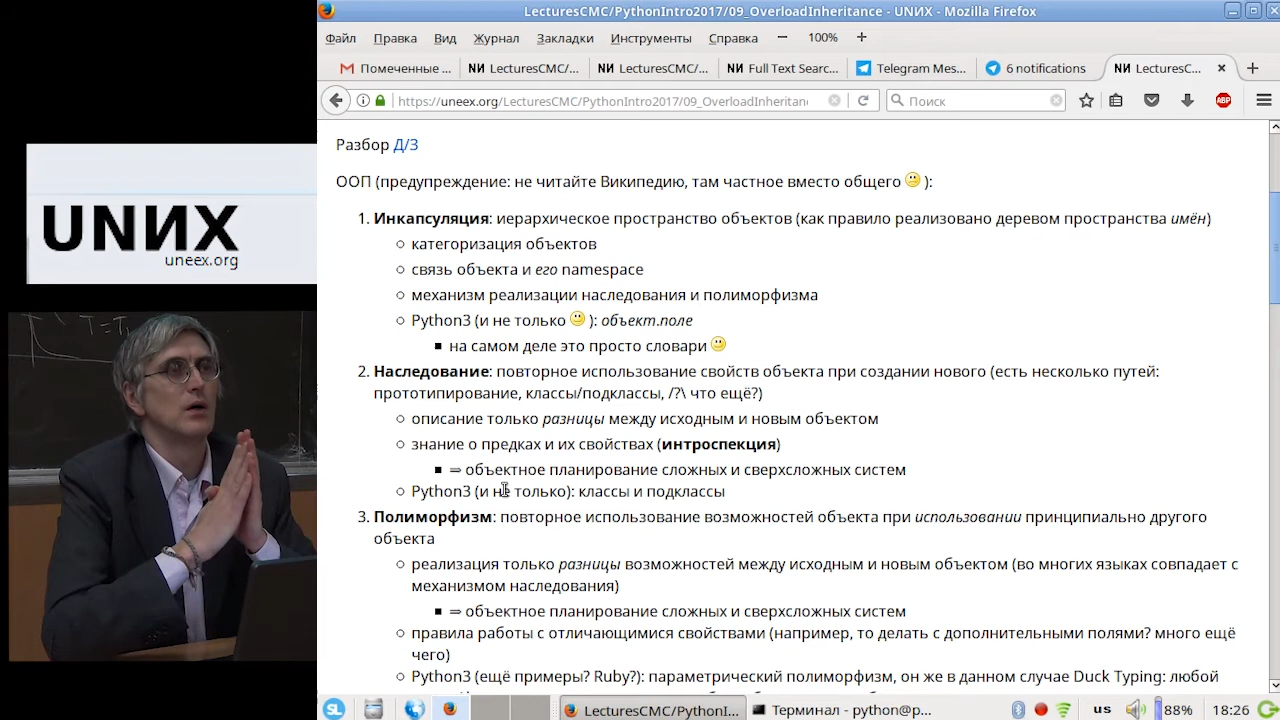 LecturesCMC/PythonIntro2017/09_OverloadInheritance - UNИX - Mozilla Firefox
Файл Правка Вид Журнал Закладки Инструменты Справка − 100% +
Помеченные ... NИ LecturesCMC/... NИ LecturesCMC/... NИ Full Text Searc... Telegram Mes... 6 notifications NИ LecturesC...
https://uneex.org/LecturesCMC/PythonIntro2017/09_OverloadInheritanc Поиск ABP
UNИX
uneex.org
T=T
Разбор Д/З
ООП (предупреждение: не читайте Википедию, там частное вместо общего ):
1. Инкапсуляция: иерархическое пространство объектов (как правило реализовано деревом пространства имён)
категоризация объектов
связь объекта и его namespace
механизм реализации наследования и полиморфизма
Python3 (и не только ): объект.поле
на самом деле это просто словари
2. Наследование: повторное использование свойств объекта при создании нового (есть несколько путей:
прототипирование, классы/подклассы, /?\ что ещё?)
описание только разницы между исходным и новым объектом
знание о предках и их свойствах (интроспекция)
⇒ объектное планирование сложных и сверхсложных систем
Python3 (и не только): классы и подклассы
3. Полиморфизм: повторное использование возможностей объекта при использовании принципиально другого
объекта
реализация только разницы возможностей между исходным и новым объектом (во многих языках совпадает с
механизмом наследования)
⇒ объектное планирование сложных и сверхсложных систем
правила работы с отличающимися свойствами (например, то делать с дополнительными полями? много ещё
чего)
Python3 (ещё примеры? Ruby?): параметрический полиморфизм, он же в данном случае Duck Typing: любой
SL LecturesCMC/PythonI... Терминал - python@p... us 88% 18:26